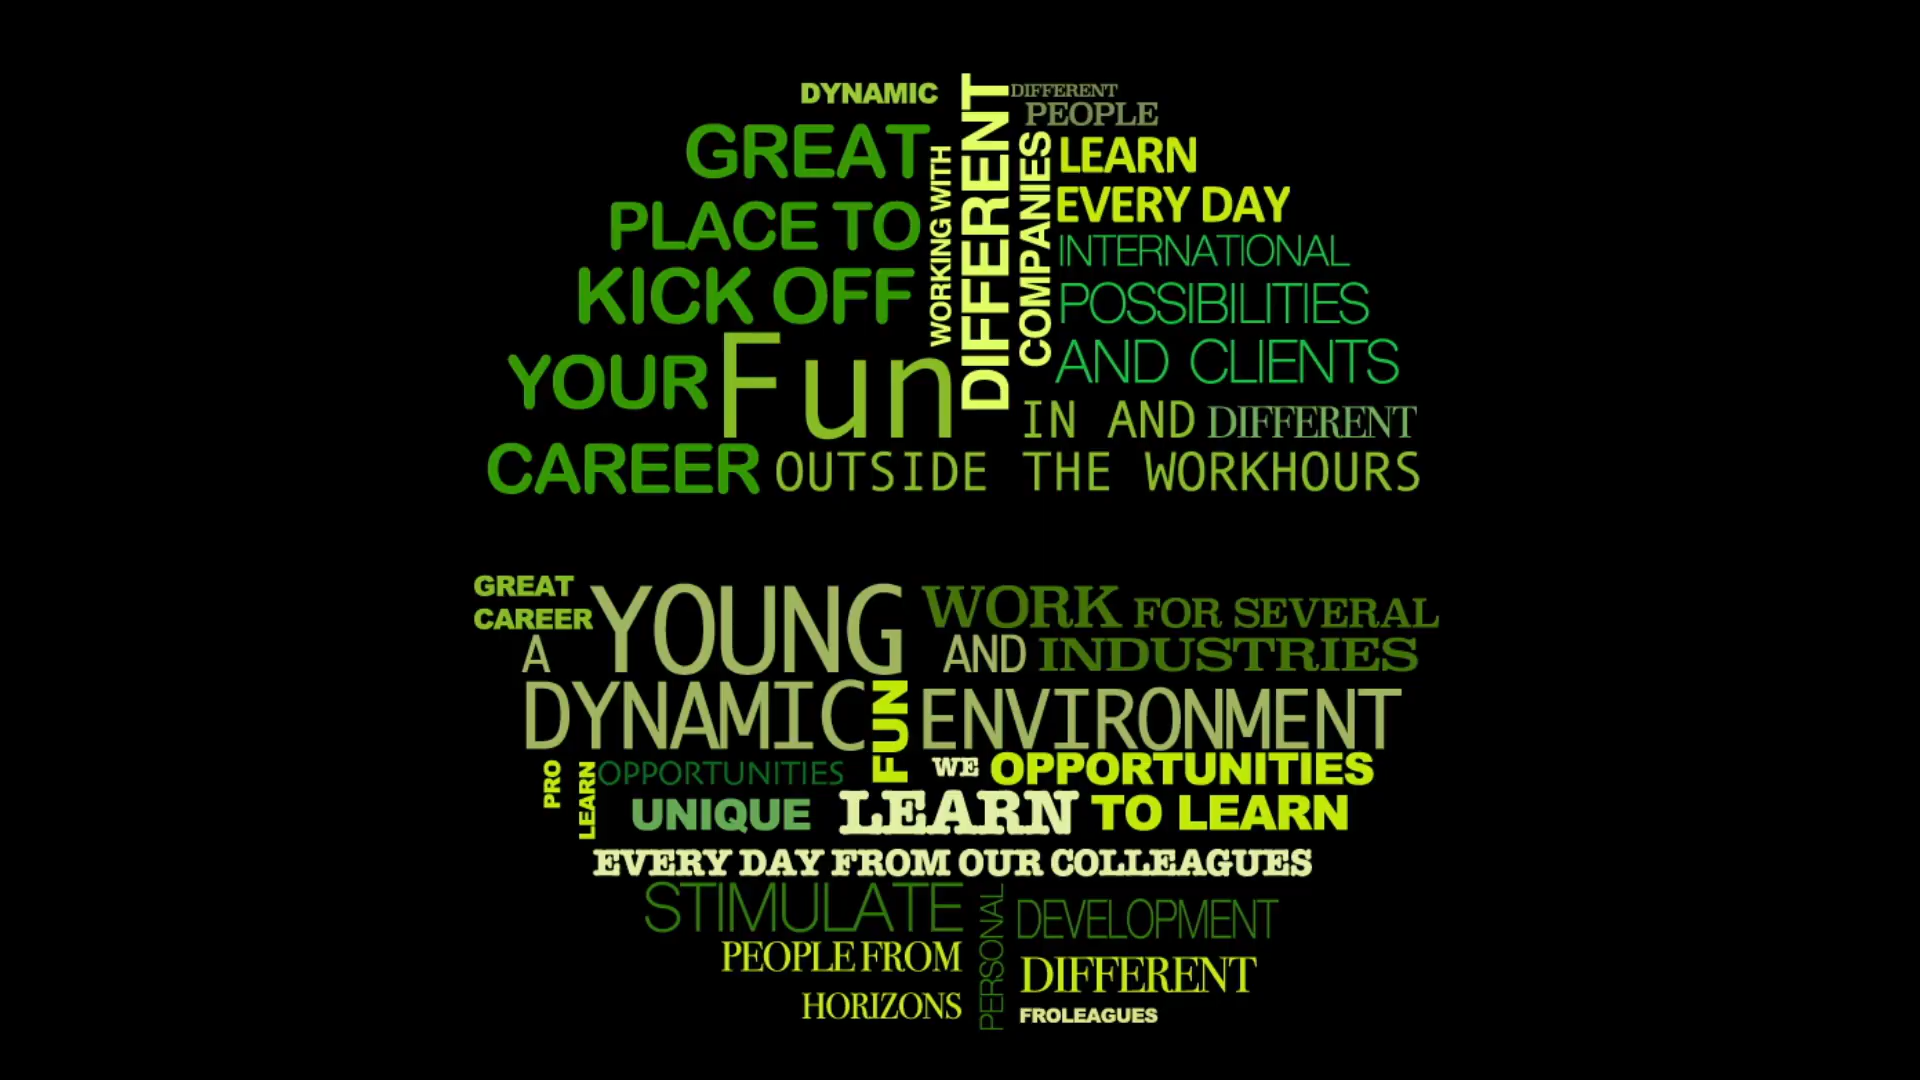 DYNAMIC
GREAT
PLACE TO
KICK OFF
YOUR
CAREER
Fun
IN AND
OUTSIDE THE WORKHOURS
WORKING WITH
DIFFERENT
COMPANIES
DIFFERENT
PEOPLE
LEARN
EVERY DAY
INTERNATIONAL
POSSIBILITIES
AND CLIENTS
DIFFERENT
GREAT
CAREER
A YOUNG AND
DYNAMIC ENVIRONMENT
WORK FOR SEVERAL
INDUSTRIES
FUN
PRO
LEARN
OPPORTUNITIES
UNIQUE
WE
LEARN
EVERY DAY FROM OUR COLLEAGUES
OPPORTUNITIES
TO LEARN
STIMULATE
PERSONAL
DEVELOPMENT
PEOPLE FROM
DIFFERENT
HORIZONS
FROLEAGUES